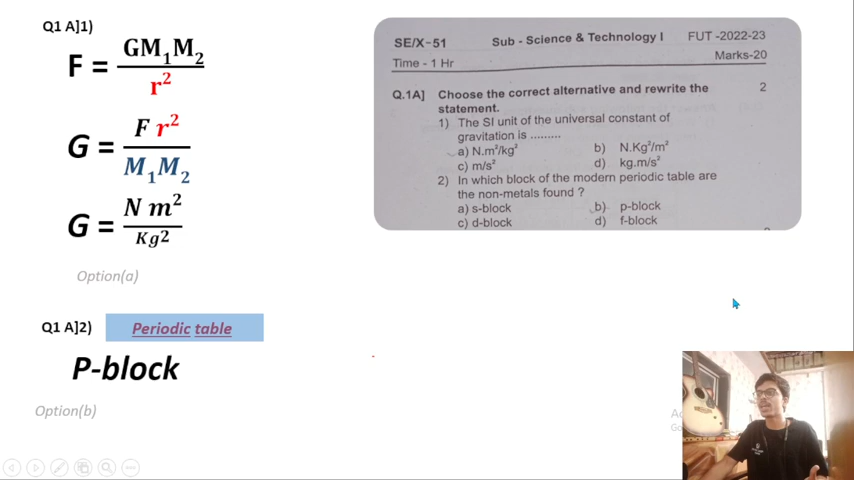 Q1 A]1)
F = GM₁M₂
r²
G = F r²
M₁M₂
G = N m²
Kg2
Option(a)
Q1 A]2) Periodic table
P-block
Option(b)
SE/X-51 Sub - Science & Technology I FUT -2022-23
Time - 1 Hr Marks-20
Q.1A] Choose the correct alternative and rewrite the 2
statement.
1) The SI unit of the universal constant of
gravitation is .........
a) N.m²/kg² b) N.Kg²/m²
c) m/s² d) kg.m/s²
2) In which block of the modern periodic table are
the non-metals found ?
a) s-block b) p-block
c) d-block d) f-block